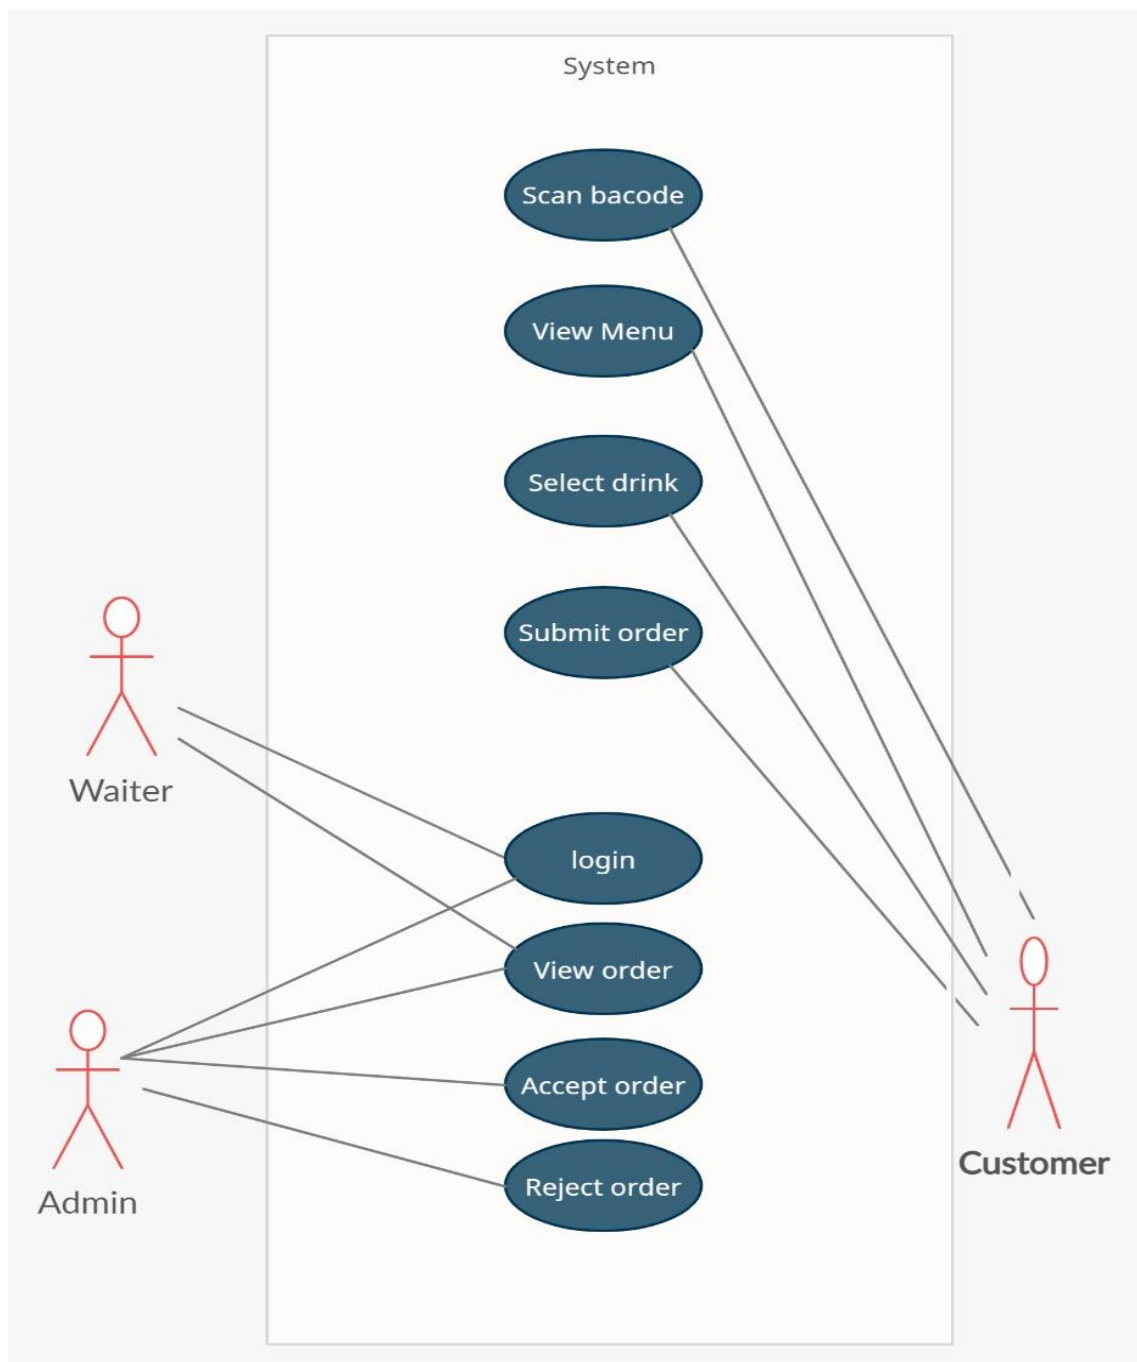 System
Scan bacode
View Menu
Select drink
Submit order
Waiter
login
View order
Accept order
Reject order
Admin
Customer